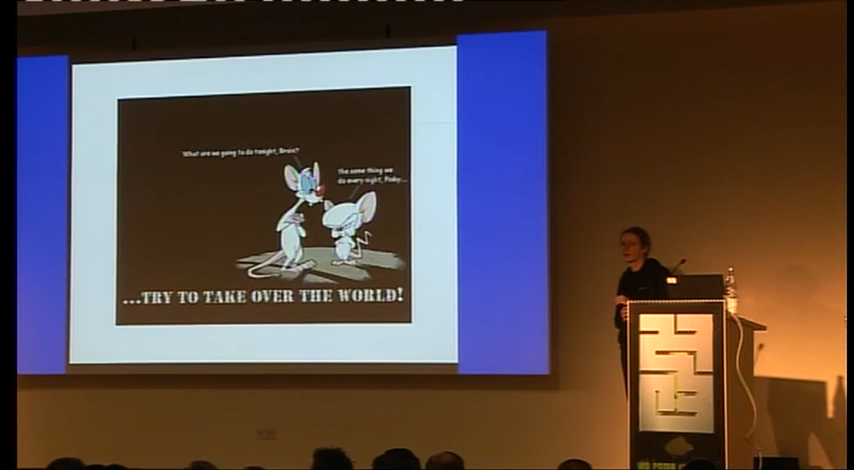 What are we going to do tonight, Brain?
the same thing we
do every night, Pinky...
...TRY TO TAKE OVER THE WORLD!